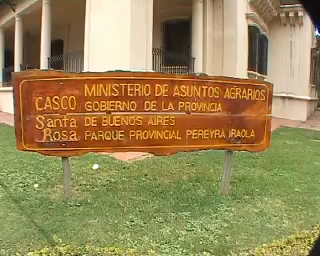 MINISTERIO DE ASUNTOS AGRARIOS
CASCO GOBIERNO DE LA PROVINCIA
Santa DE BUENOS AIRES
Rosa PARQUE PROVINCIAL PEREYRA IRAOLA